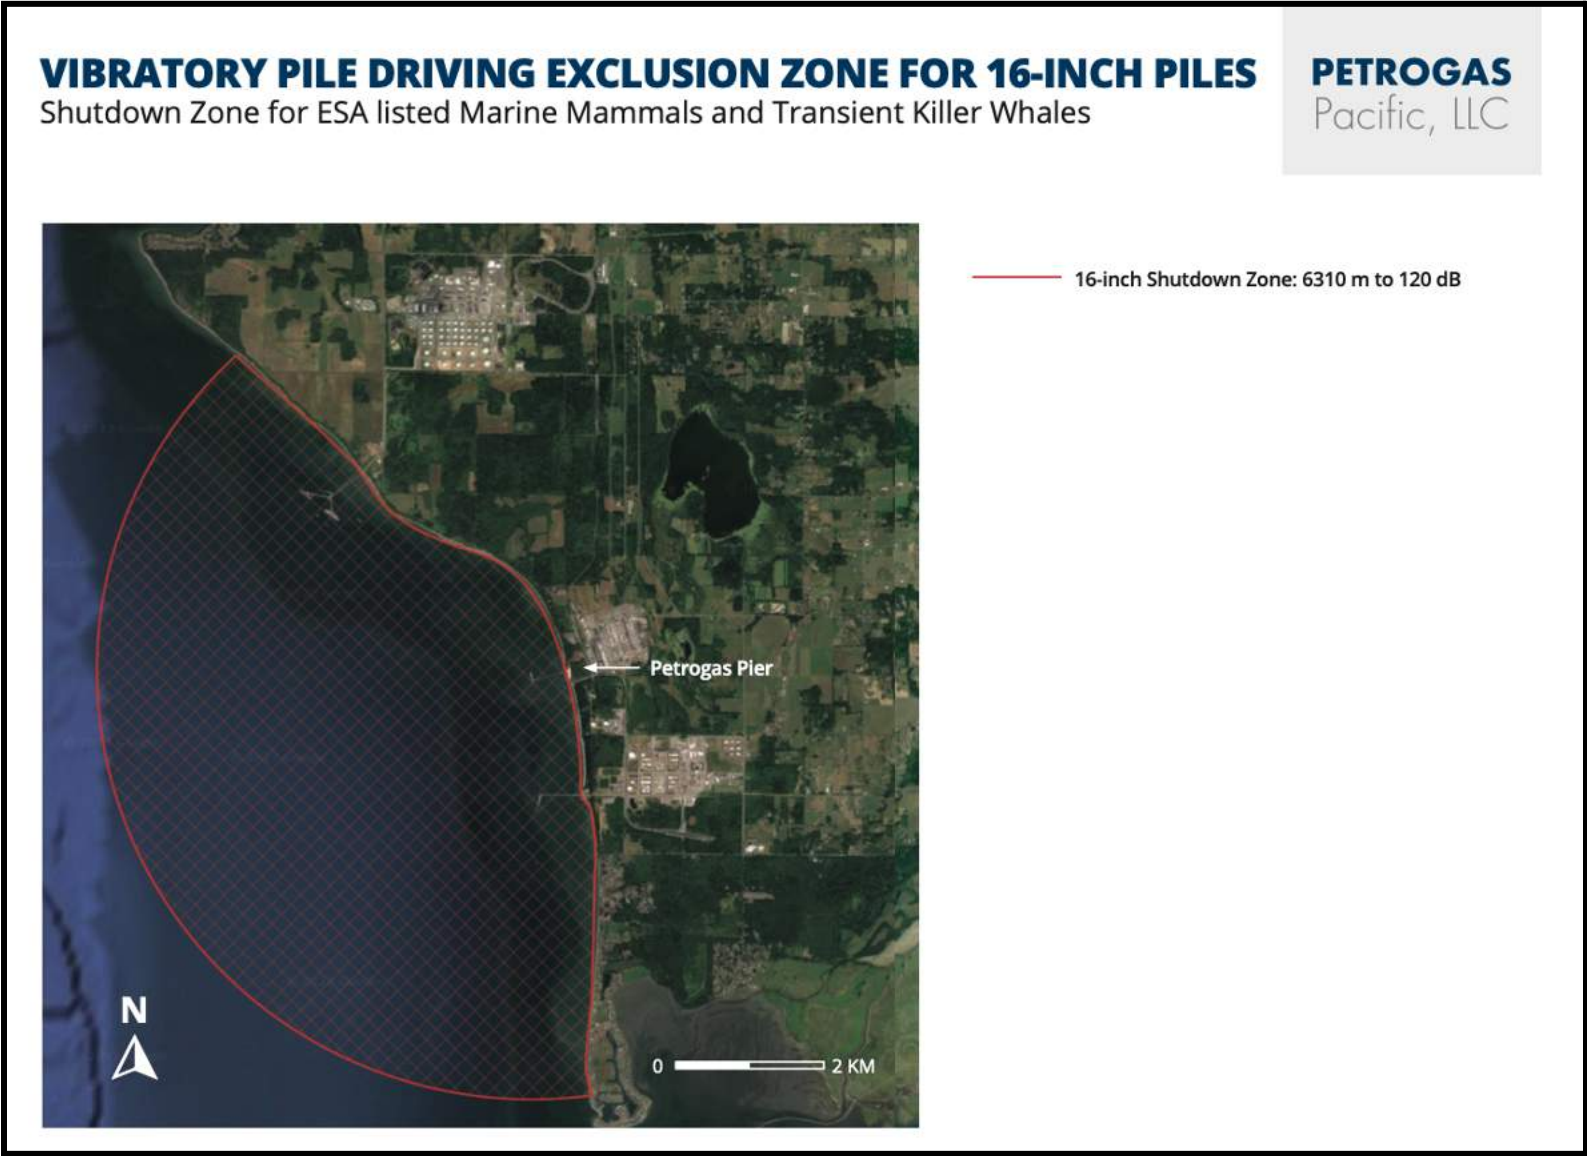 VIBRATORY PILE DRIVING EXCLUSION ZONE FOR 16-INCH PILES
Shutdown Zone for ESA listed Marine Mammals and Transient Killer Whales
PETROGAS
Pacific, LLC
16-inch Shutdown Zone: 6310 m to 120 dB
Petrogas Pier
N
0
2 KM